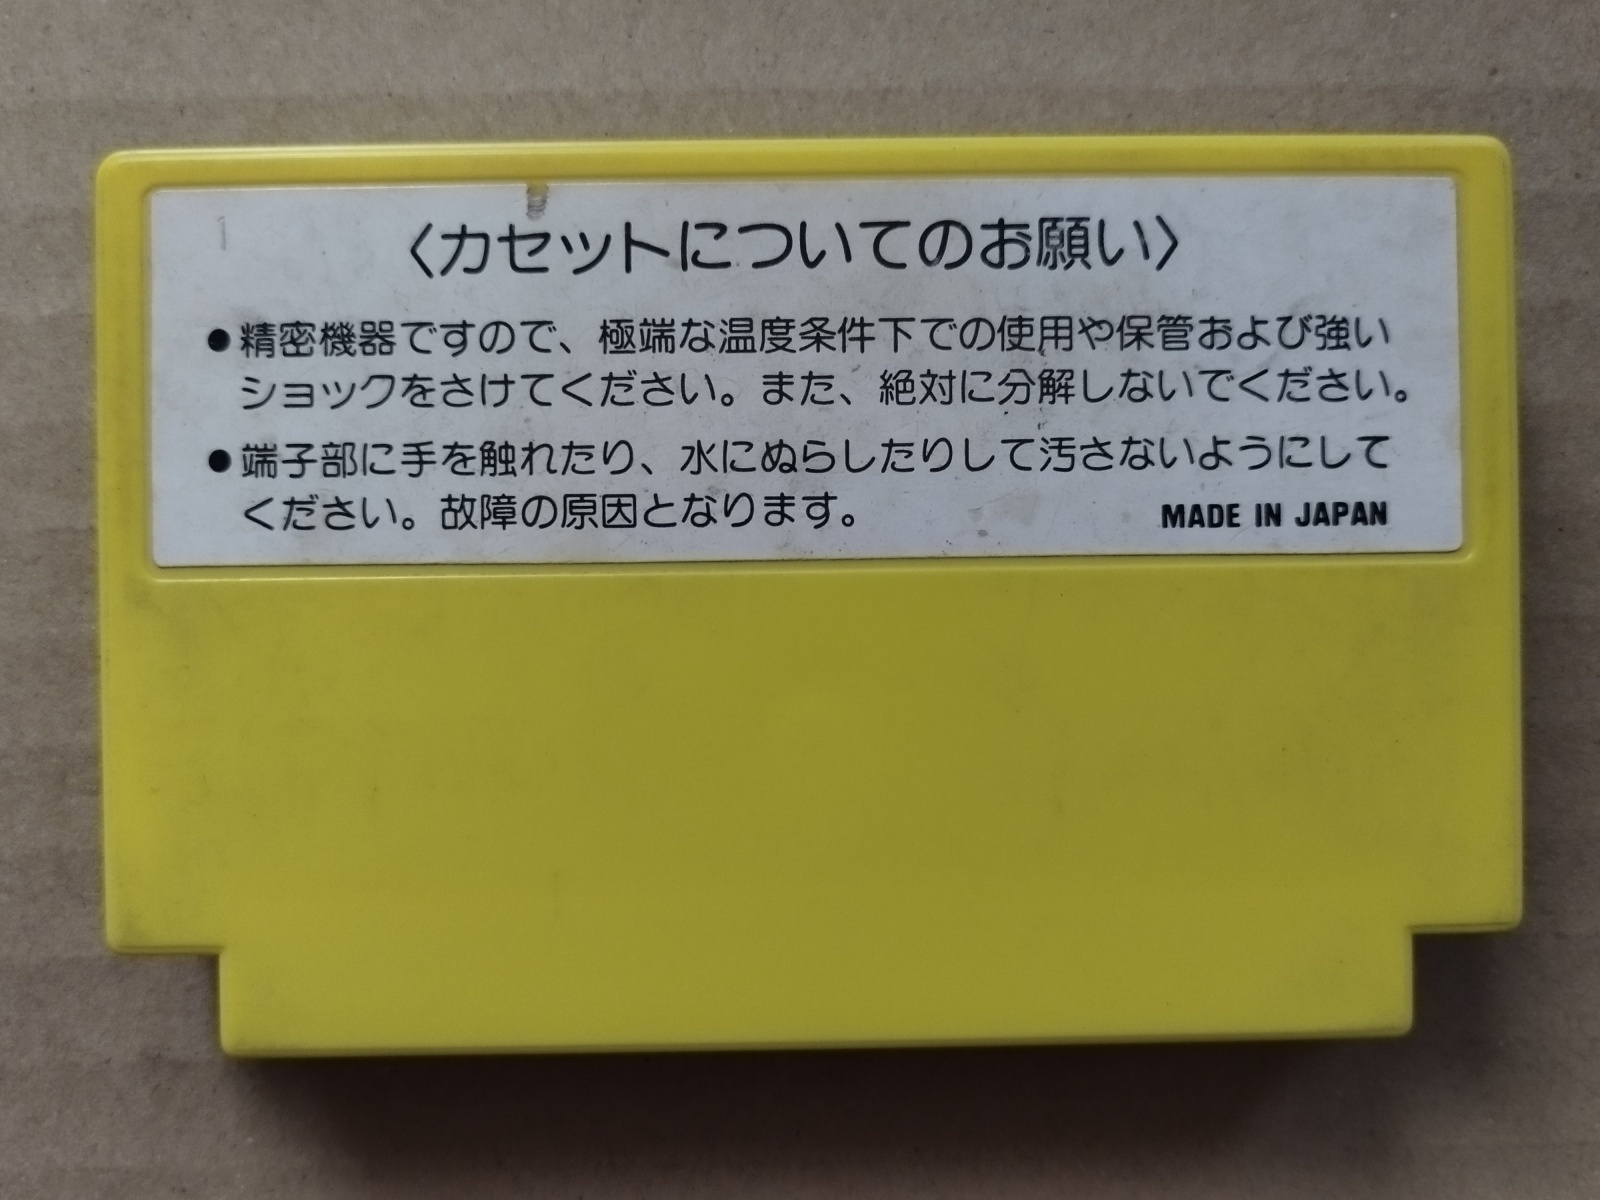 1
〈カセットについてのお願い〉
●精密機器ですので、極端な温度条件下での使用や保管および強い
ショックをさけてください。また、絶対に分解しないでください。
●端子部に手を触れたり、水にぬらしたりして汚さないようにして
ください。故障の原因となります。
MADE IN JAPAN